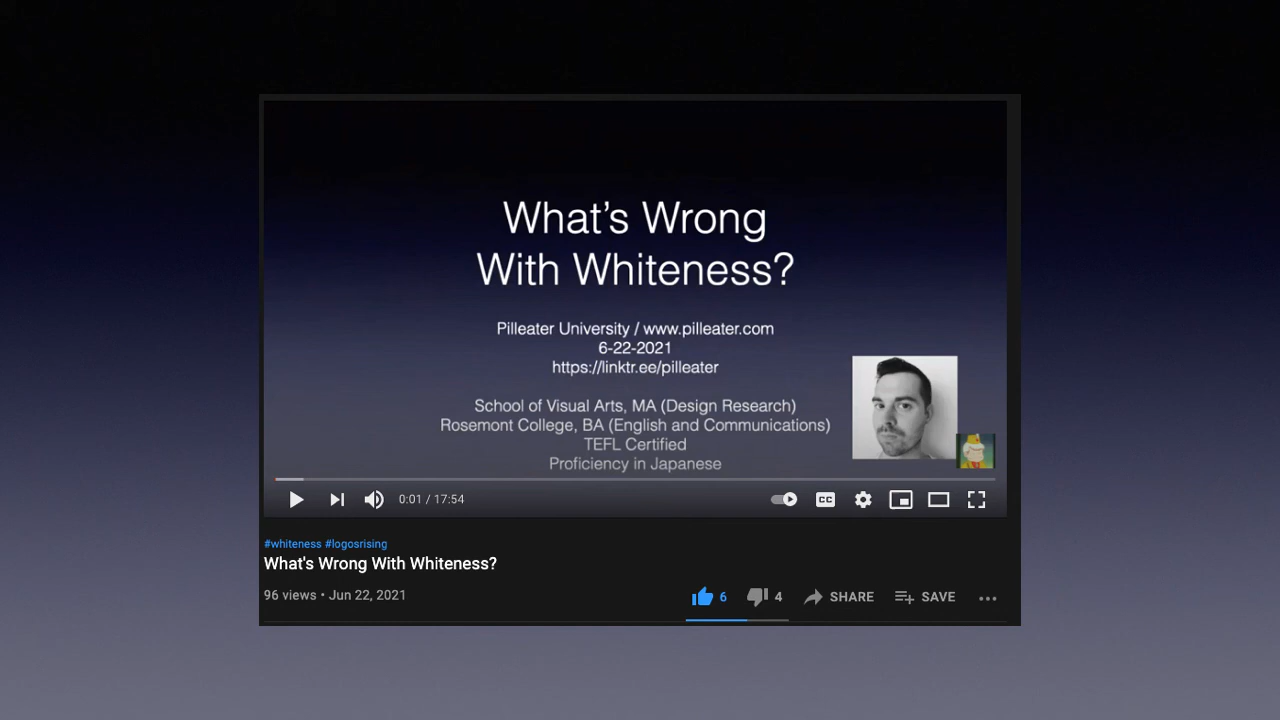 What’s Wrong
With Whiteness?
Pilleater University / www.pilleater.com
6-22-2021
https://linktr.ee/pilleater
School of Visual Arts, MA (Design Research)
Rosemont College, BA (English and Communications)
TEFL Certified
Proficiency in Japanese
0:01 / 17:54
CC
#whiteness #logosrising
What's Wrong With Whiteness?
96 views • Jun 22, 2021
6 4 SHARE SAVE